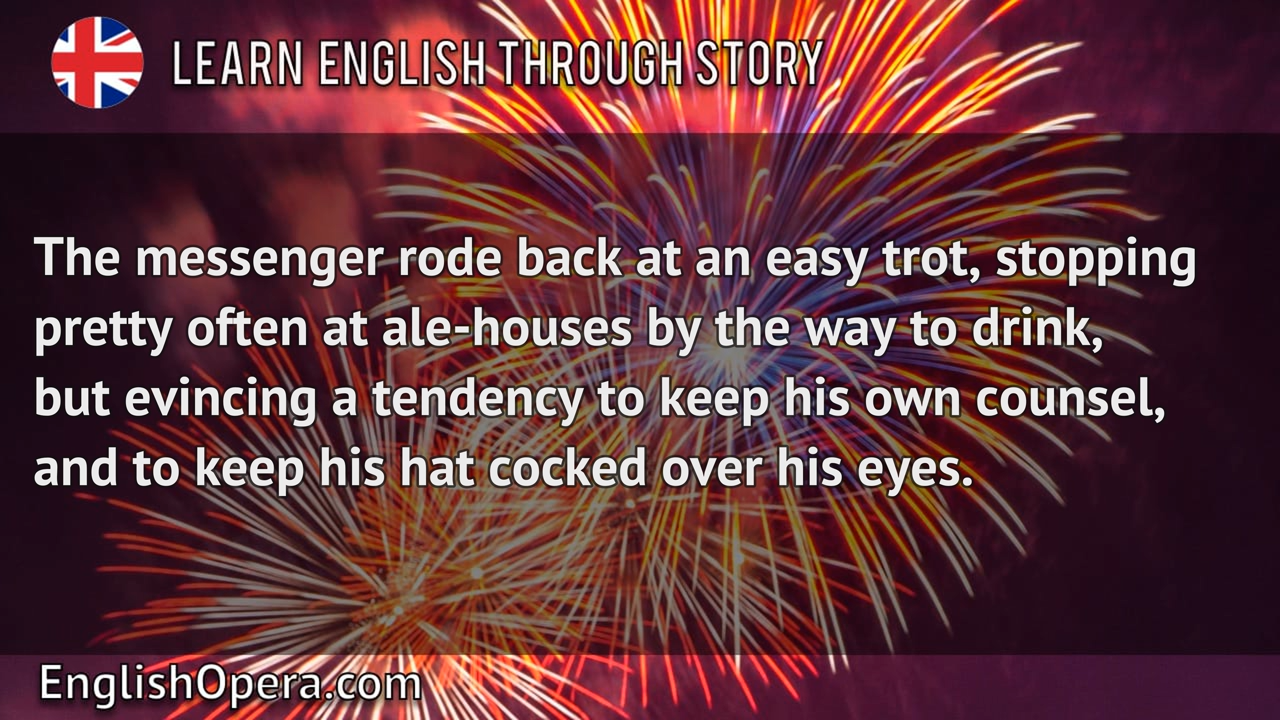 LEARN ENGLISH THROUGH STORY
The messenger rode back at an easy trot, stopping
pretty often at ale-houses by the way to drink,
but evincing a tendency to keep his own counsel,
and to keep his hat cocked over his eyes.
EnglishOpera.com